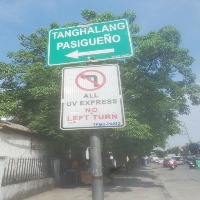 TANGHALANG
PASIGUEÑO
ALL
UV EXPRESS
NO
LEFT TURN